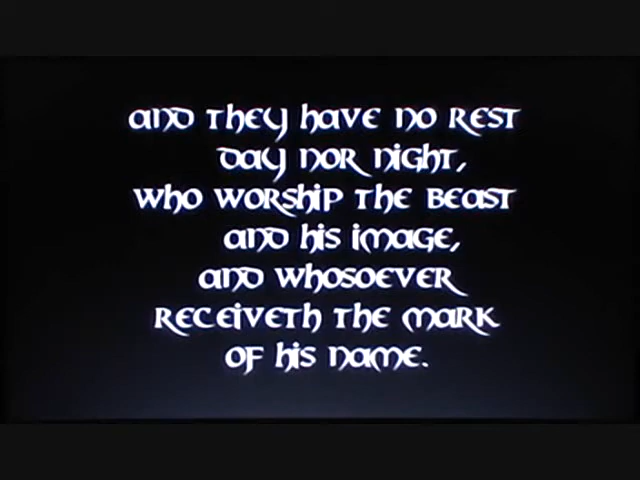 and they have no rest
day nor night,
who worship the beast
and his image,
and whosoever
receiveth the mark
of his name.